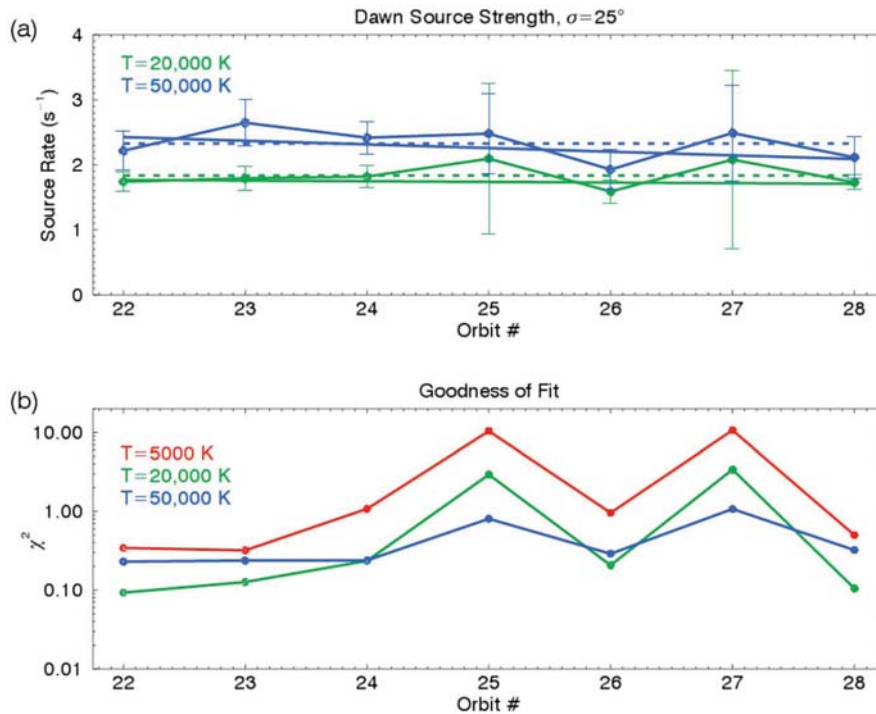 (a)
Dawn Source Strength, σ=25°
T=20,000 K
T=50,000 K
Source Rate (s⁻¹)
4
3
2
1
0
22 23 24 25 26 27 28
Orbit #
(b)
Goodness of Fit
T=5000 K
T=20,000 K
T=50,000 K
χ²
10.00
1.00
0.10
0.01
22 23 24 25 26 27 28
Orbit #